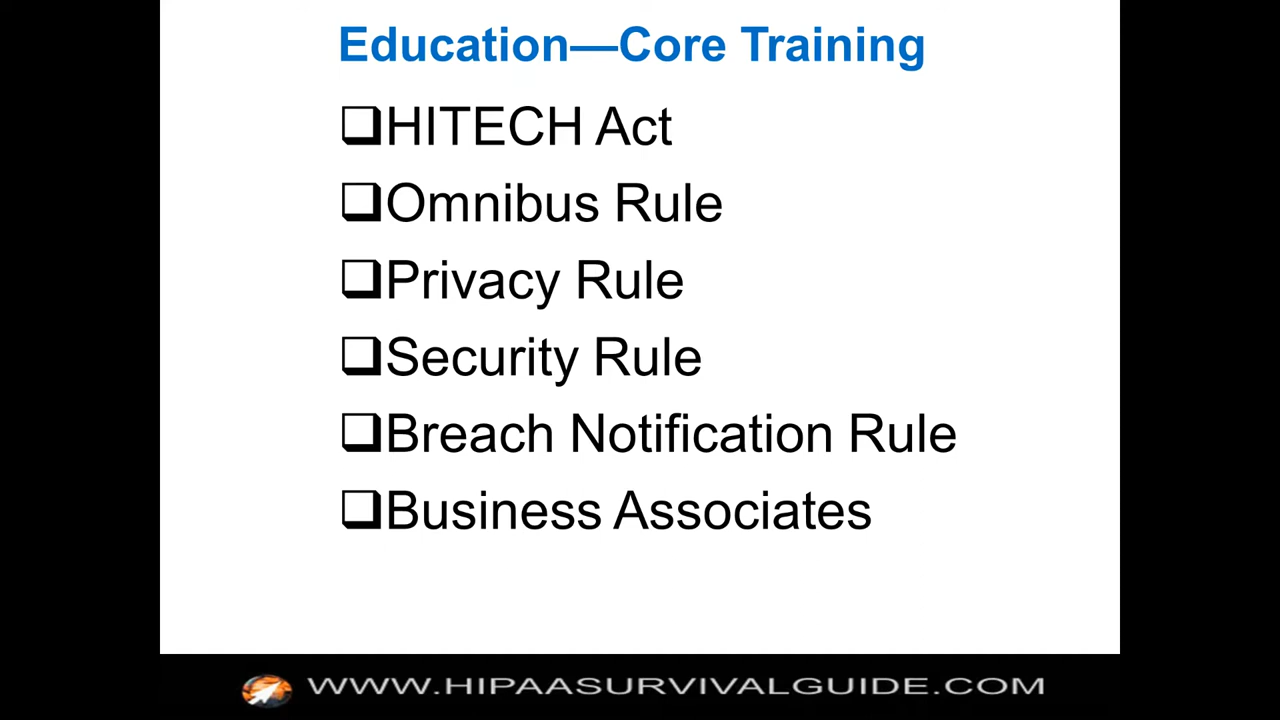 Education—Core Training
❑HITECH Act
❑Omnibus Rule
❑Privacy Rule
❑Security Rule
❑Breach Notification Rule
❑Business Associates
WWW.HIPAASURVIVALGUIDE.COM